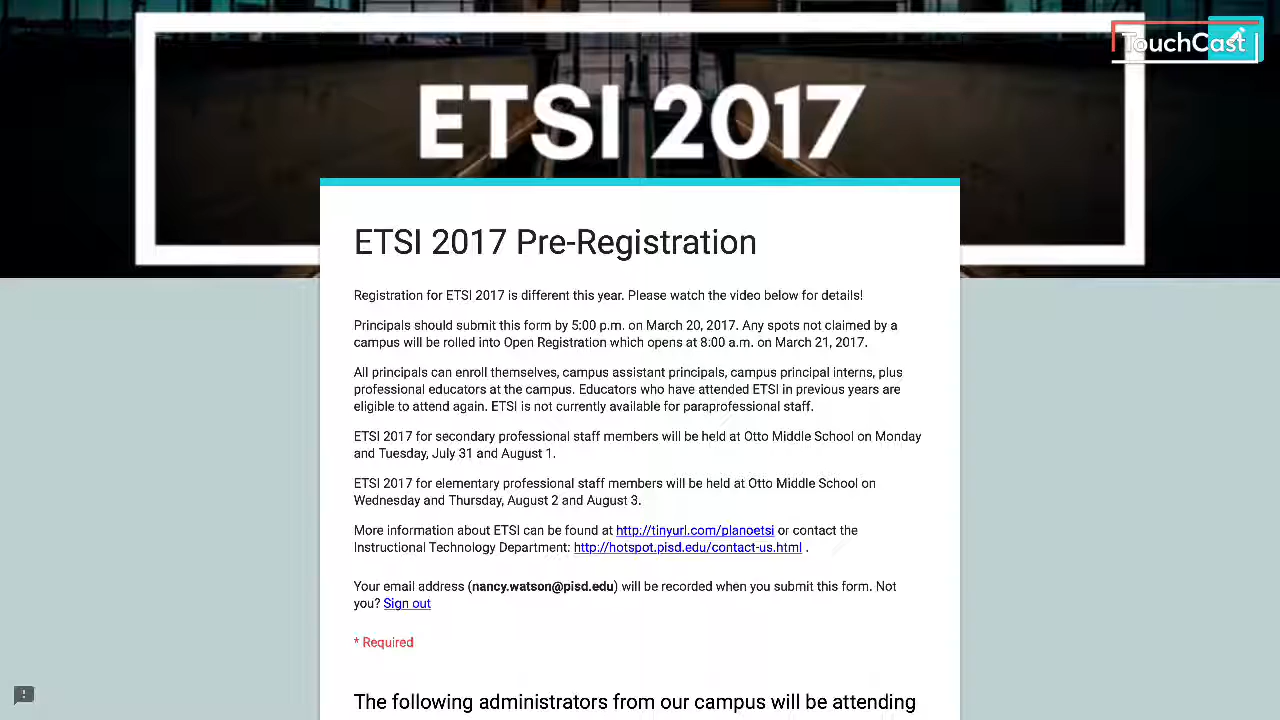 TouchCast
ETSI 2017
ETSI 2017 Pre-Registration
Registration for ETSI 2017 is different this year. Please watch the video below for details!
Principals should submit this form by 5:00 p.m. on March 20, 2017. Any spots not claimed by a
campus will be rolled into Open Registration which opens at 8:00 a.m. on March 21, 2017.
All principals can enroll themselves, campus assistant principals, campus principal interns, plus
professional educators at the campus. Educators who have attended ETSI in previous years are
eligible to attend again. ETSI is not currently available for paraprofessional staff.
ETSI 2017 for secondary professional staff members will be held at Otto Middle School on Monday
and Tuesday, July 31 and August 1.
ETSI 2017 for elementary professional staff members will be held at Otto Middle School on
Wednesday and Thursday, August 2 and August 3.
More information about ETSI can be found at http://tinyurl.com/planoetsi or contact the
Instructional Technology Department: http://hotspot.pisd.edu/contact-us.html .
Your email address (nancy.watson@pisd.edu) will be recorded when you submit this form. Not
you? Sign out
* Required
The following administrators from our campus will be attending